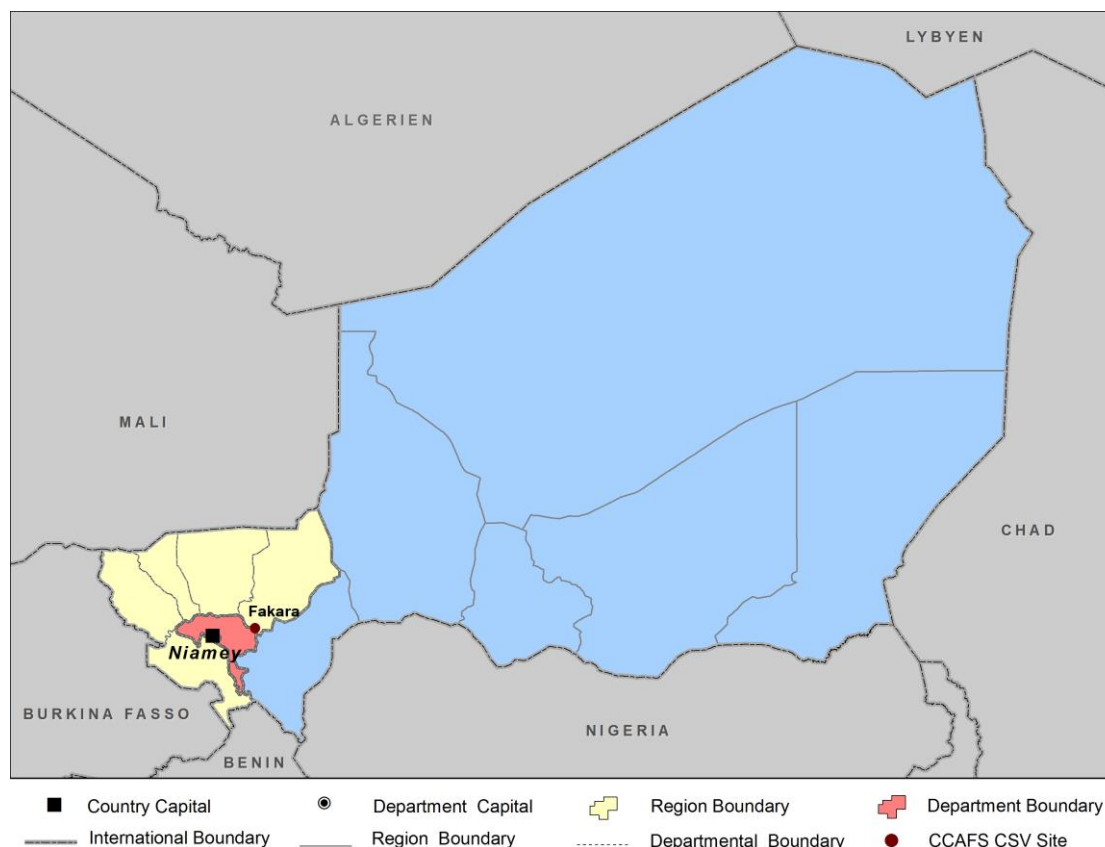 LYBYEN
ALGERIEN
MALI
CHAD
Fakara
Niamey
BURKINA FASSO
NIGERIA
BENIN
Country Capital
Department Capital
Region Boundary
Department Boundary
International Boundary
Region Boundary
Departmental Boundary
CCAFS CSV Site